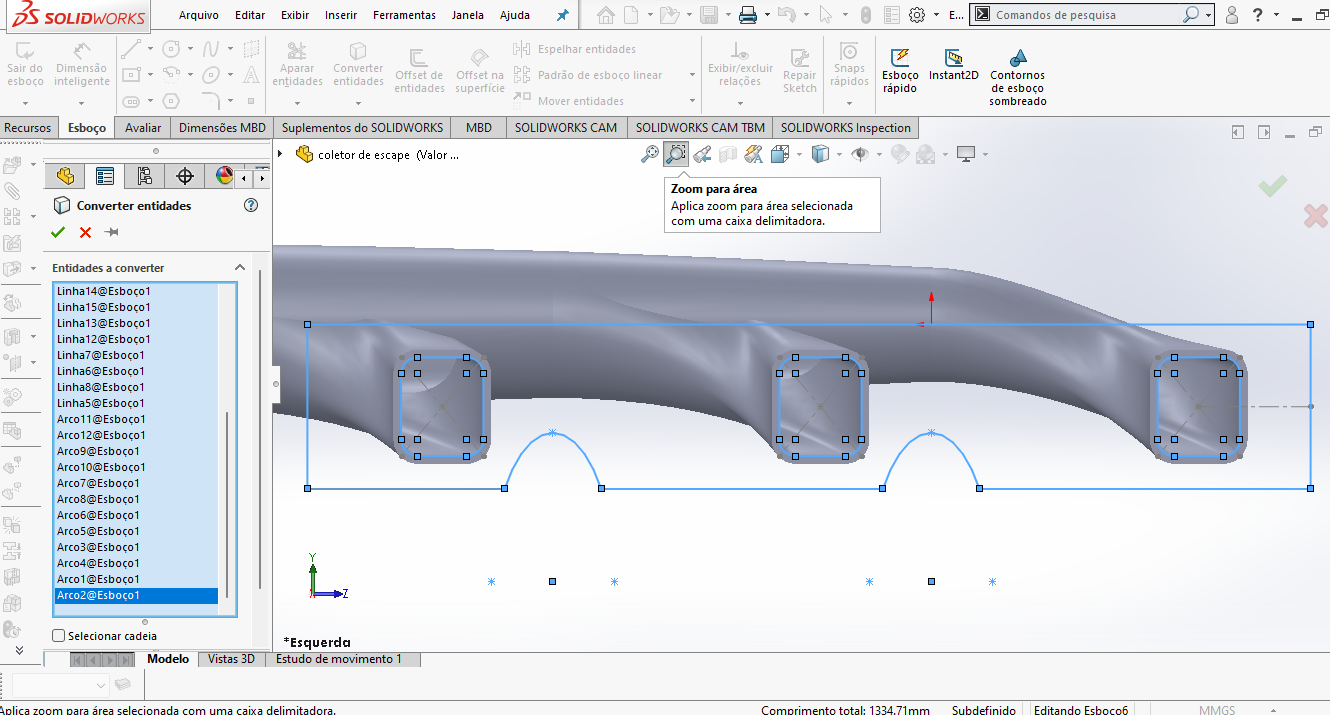 SOLIDWORKS
Arquivo Editar Exibir Inserir Ferramentas Janela Ajuda
E...
Comandos de pesquisa
?
Sair do esboço
Dimensão inteligente
Aparar entidades
Converter entidades
Offset de entidades
Offset na superfície
Espelhar entidades
Padrão de esboço linear
Mover entidades
Exibir/excluir relações
Repair Sketch
Snaps rápidos
Esboço rápido
Instant2D
Contornos de esboço sombreado
Recursos Esboço Avaliar Dimensões MBD Suplementos do SOLIDWORKS MBD SOLIDWORKS CAM SOLIDWORKS CAM TBM SOLIDWORKS Inspection
coletor de escape (Valor ...
Zoom para área
Aplica zoom para área selecionada
com uma caixa delimitadora.
Converter entidades
?
Entidades a converter
Linha14@Esboço1
Linha15@Esboço1
Linha13@Esboço1
Linha12@Esboço1
Linha7@Esboço1
Linha6@Esboço1
Linha8@Esboço1
Linha5@Esboço1
Arco11@Esboço1
Arco12@Esboço1
Arco9@Esboço1
Arco10@Esboço1
Arco7@Esboço1
Arco8@Esboço1
Arco6@Esboço1
Arco5@Esboço1
Arco3@Esboço1
Arco4@Esboço1
Arco1@Esboço1
Arco2@Esboço1
Selecionar cadeia
Y
Z
*Esquerda
Modelo Vistas 3D Estudo de movimento 1
Aplica zoom para área selecionada com uma caixa delimitadora.
Comprimento total: 1334.71mm Subdefinido Editando Esboço6 MMGS